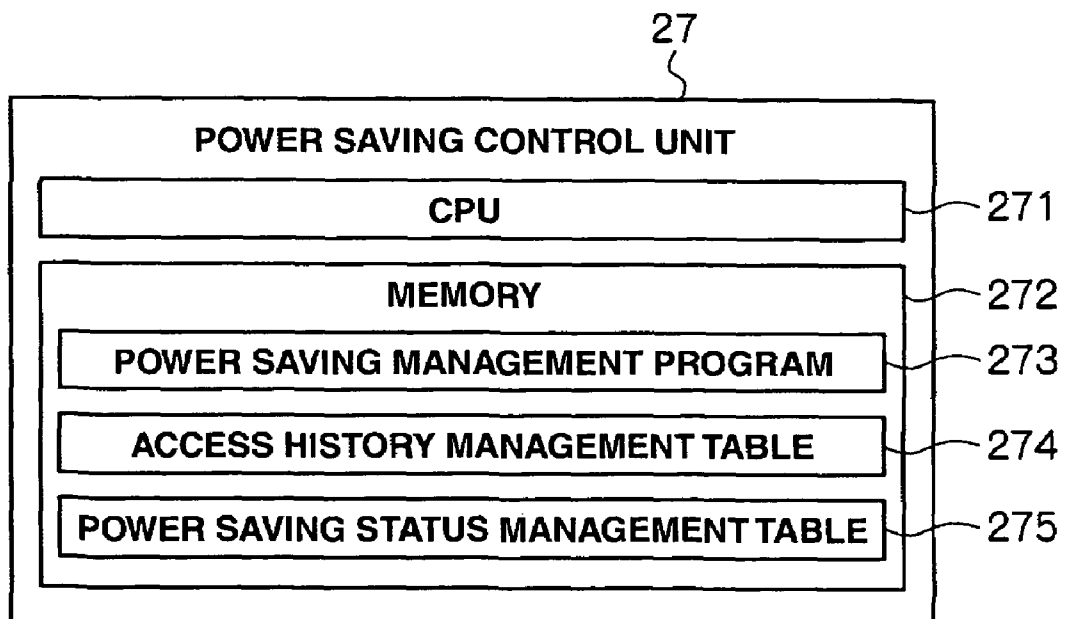 27
POWER SAVING CONTROL UNIT
CPU
271
MEMORY
272
POWER SAVING MANAGEMENT PROGRAM
273
ACCESS HISTORY MANAGEMENT TABLE
274
POWER SAVING STATUS MANAGEMENT TABLE
275